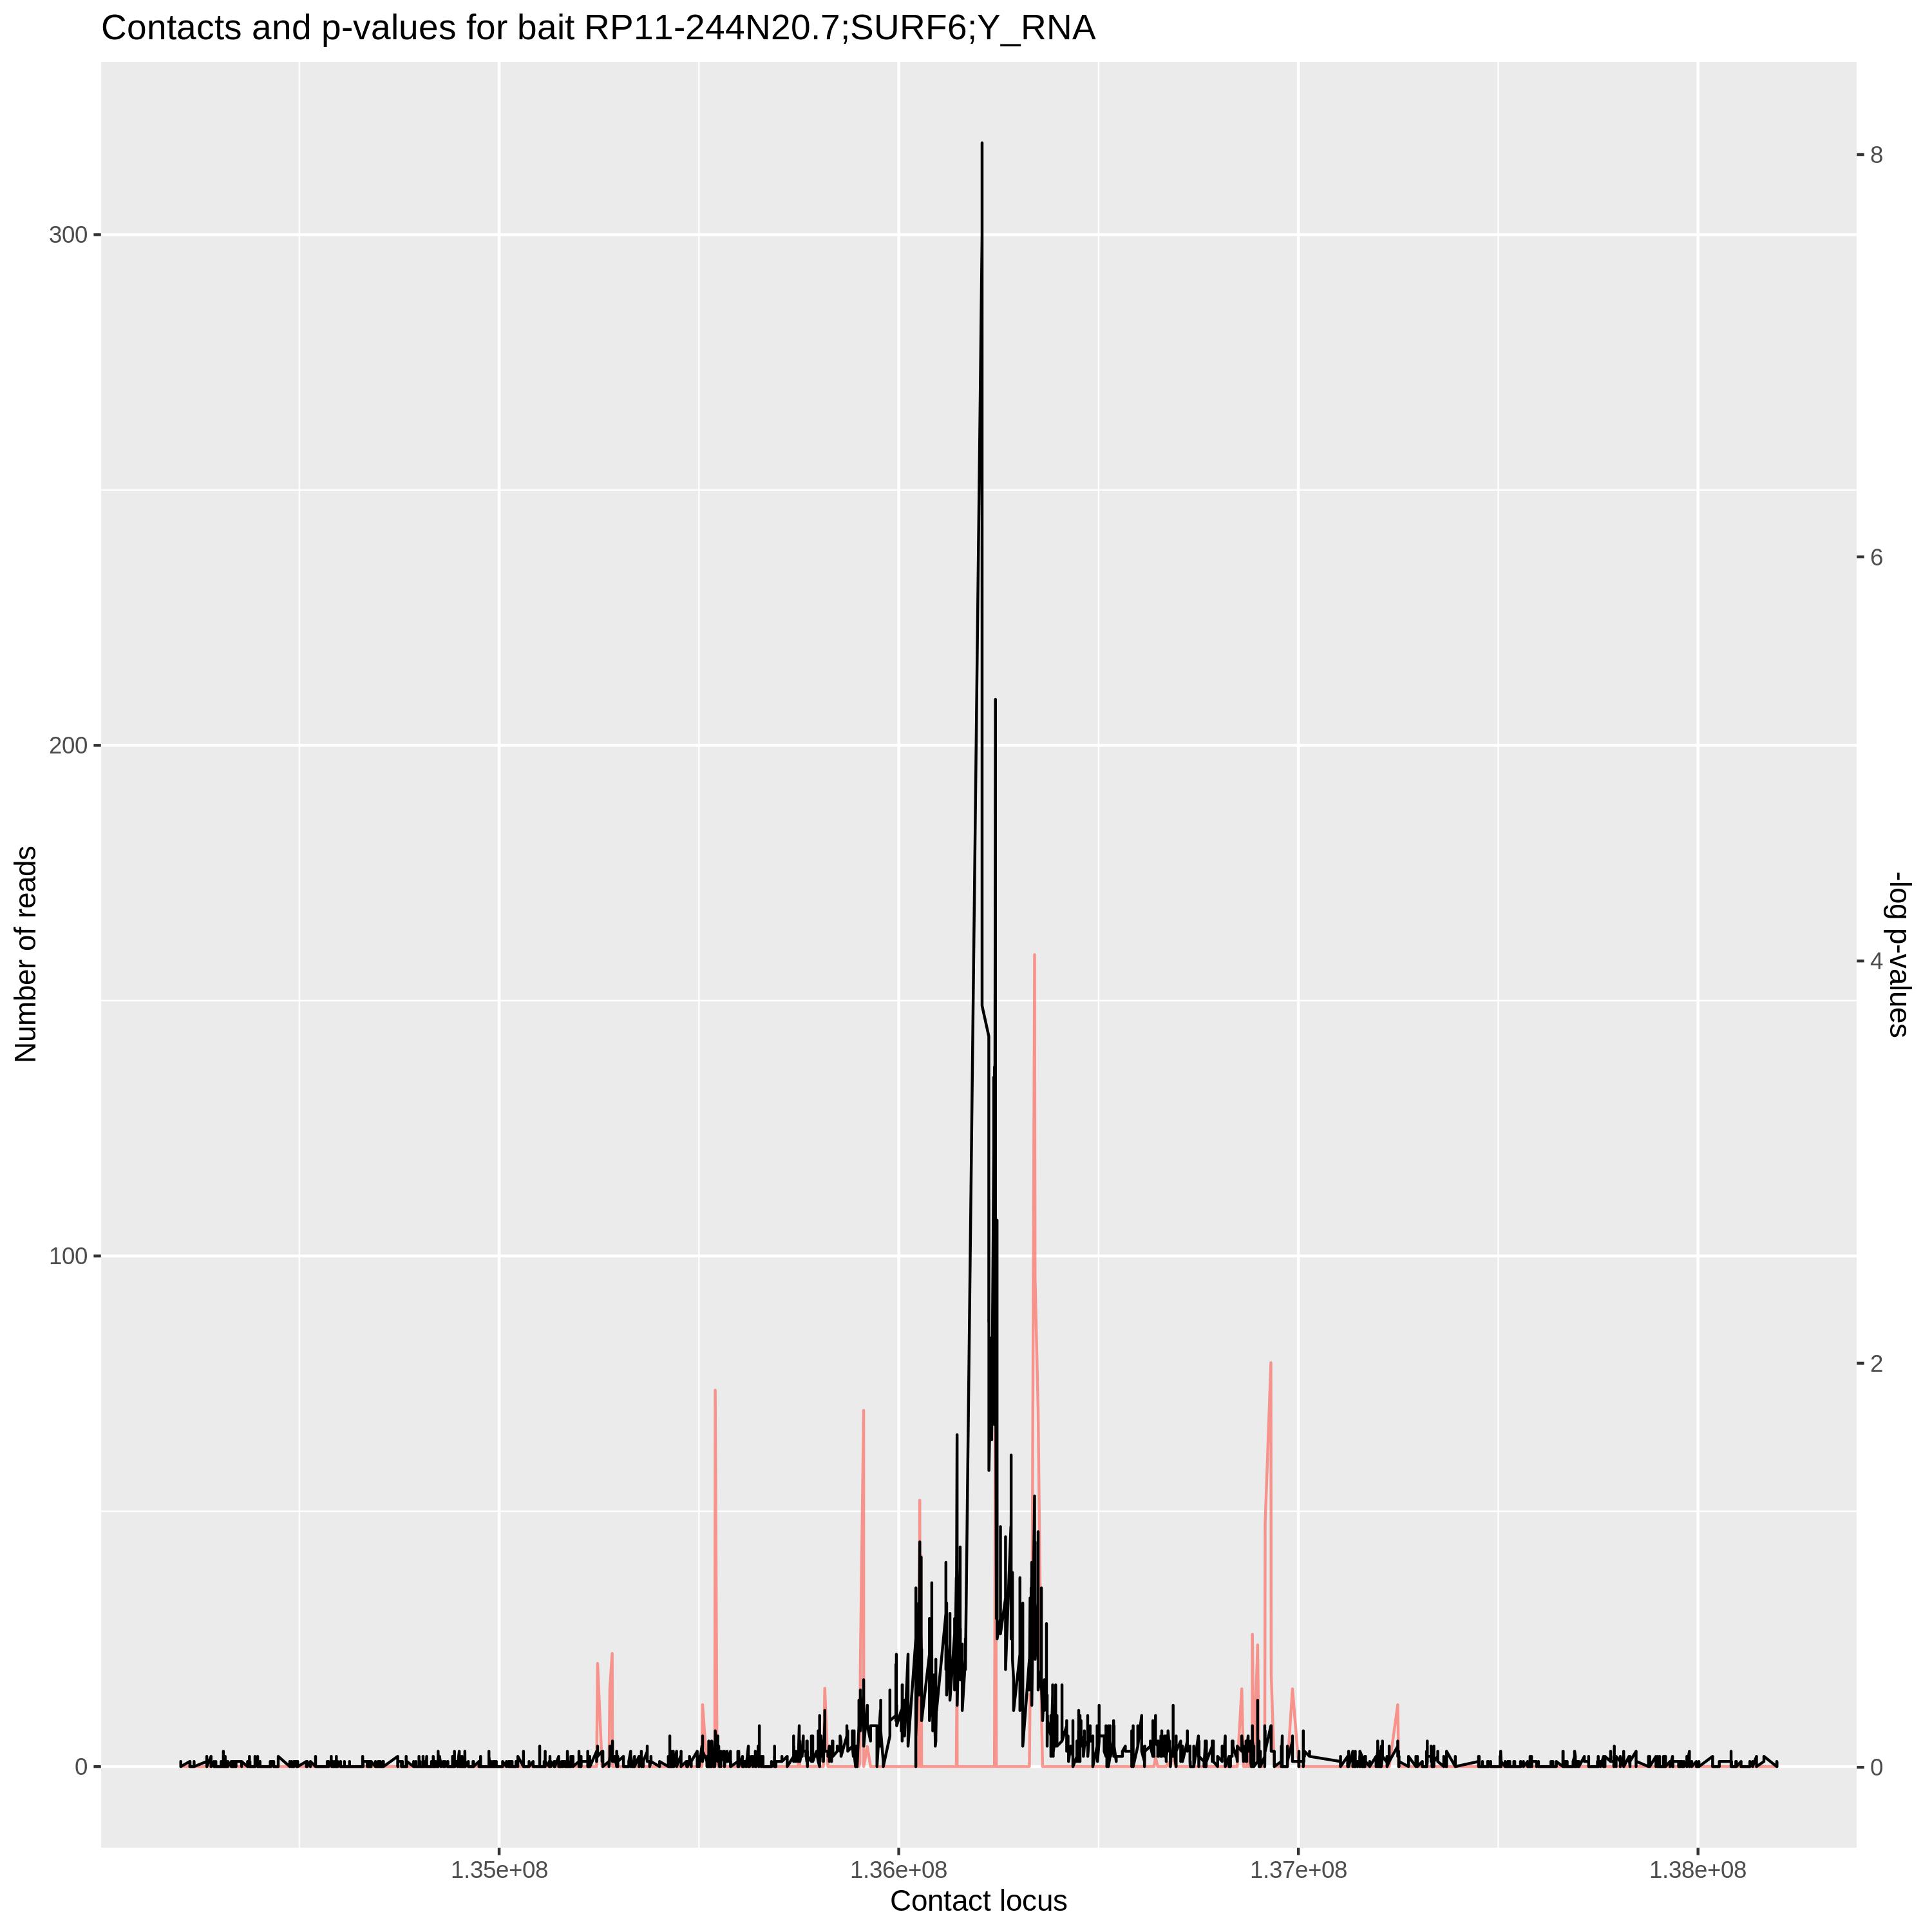 Contacts and p-values for bait RP11-244N20.7;SURF6;Y_RNA
300
200
100
0
Number of reads
8
6
4
2
0
-log p-values
1.35e+08
1.36e+08
1.37e+08
1.38e+08
Contact locus